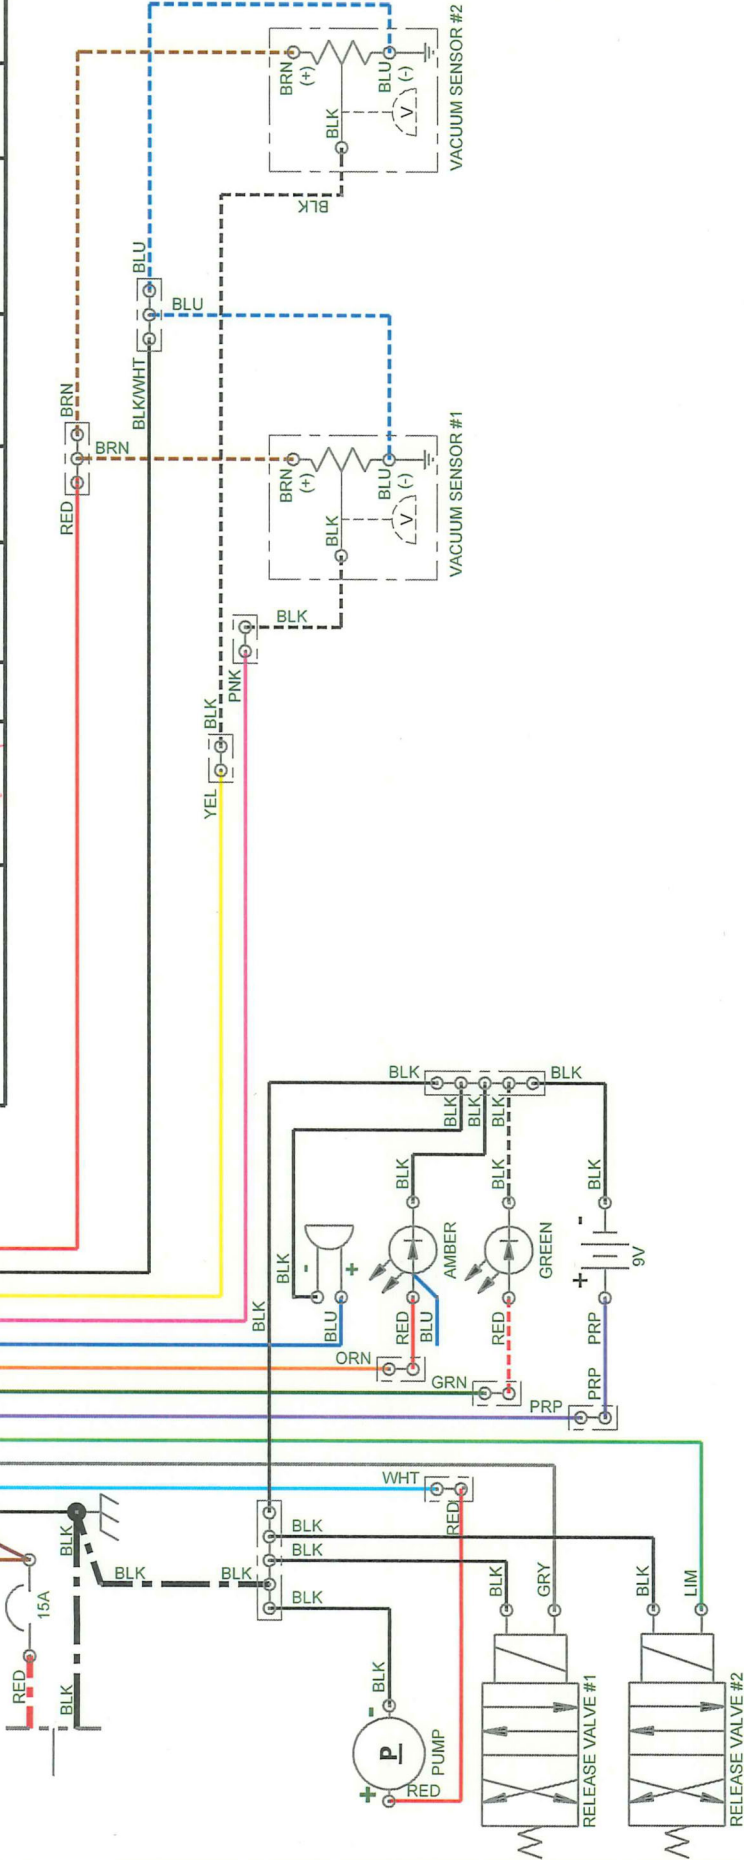 VACUUM SENSOR #2
BRN
(+)
BLU
(-)
V
BLK
BLK
BLU
BLU
BLK/WHT
BRN
BRN
RED
VACUUM SENSOR #1
BRN
(+)
BLU
(-)
V
BLK
BLK
PNK
BLK
YEL
BLK
BLK
BLK
BLK
BLK
BLK
BLK
BLK
BLK
-
+
BLU
BLK
AMBER
RED
BLU
GREEN
RED
-
+
9V
PRP
PRP
PRP
ORN
GRN
WHT
RED
BLK
BLK
BLK
BLK
BLK
BLK
15A
RED
BLK
BLK
-
P
+
PUMP
RED
BLK
GRY
RELEASE VALVE #1
BLK
LIM
RELEASE VALVE #2